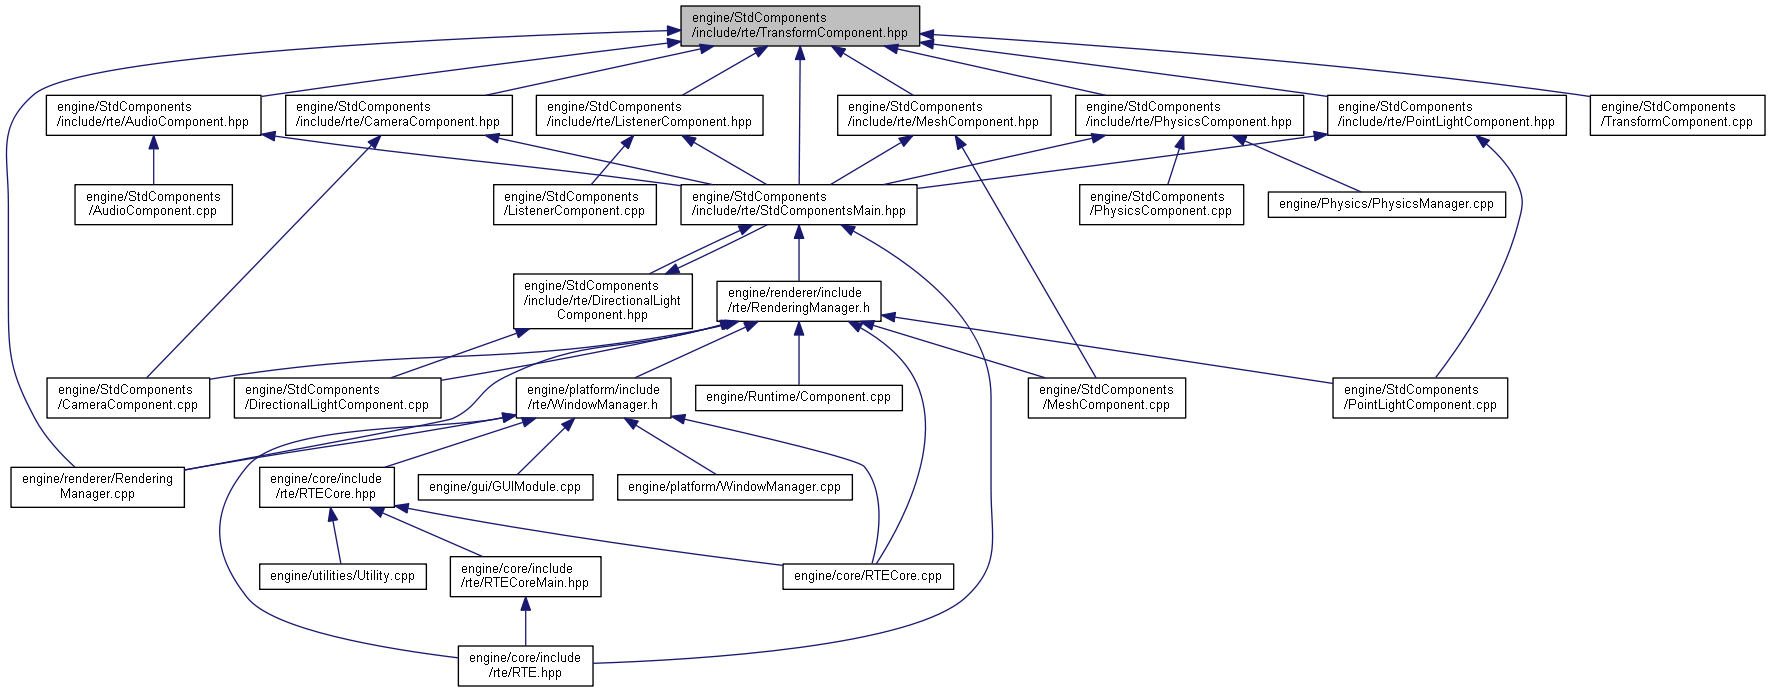 engine/StdComponents
/include/rte/TransformComponent.hpp
engine/StdComponents
/include/rte/AudioComponent.hpp
engine/StdComponents
/include/rte/CameraComponent.hpp
engine/StdComponents
/include/rte/ListenerComponent.hpp
engine/StdComponents
/include/rte/MeshComponent.hpp
engine/StdComponents
/include/rte/PhysicsComponent.hpp
engine/StdComponents
/include/rte/PointLightComponent.hpp
engine/StdComponents
/TransformComponent.cpp
engine/StdComponents
/AudioComponent.cpp
engine/StdComponents
/ListenerComponent.cpp
engine/StdComponents
/include/rte/StdComponentsMain.hpp
engine/StdComponents
/PhysicsComponent.cpp
engine/Physics/PhysicsManager.cpp
engine/StdComponents
/include/rte/DirectionalLight
Component.hpp
engine/renderer/include
/rte/RenderingManager.h
engine/StdComponents
/CameraComponent.cpp
engine/StdComponents
/DirectionalLightComponent.cpp
engine/platform/include
/rte/WindowManager.h
engine/Runtime/Component.cpp
engine/StdComponents
/MeshComponent.cpp
engine/StdComponents
/PointLightComponent.cpp
engine/renderer/Rendering
Manager.cpp
engine/core/include
/rte/RTECore.hpp
engine/gui/GUIModule.cpp
engine/platform/WindowManager.cpp
engine/utilities/Utility.cpp
engine/core/include
/rte/RTECoreMain.hpp
engine/core/RTECore.cpp
engine/core/include
/rte/RTE.hpp